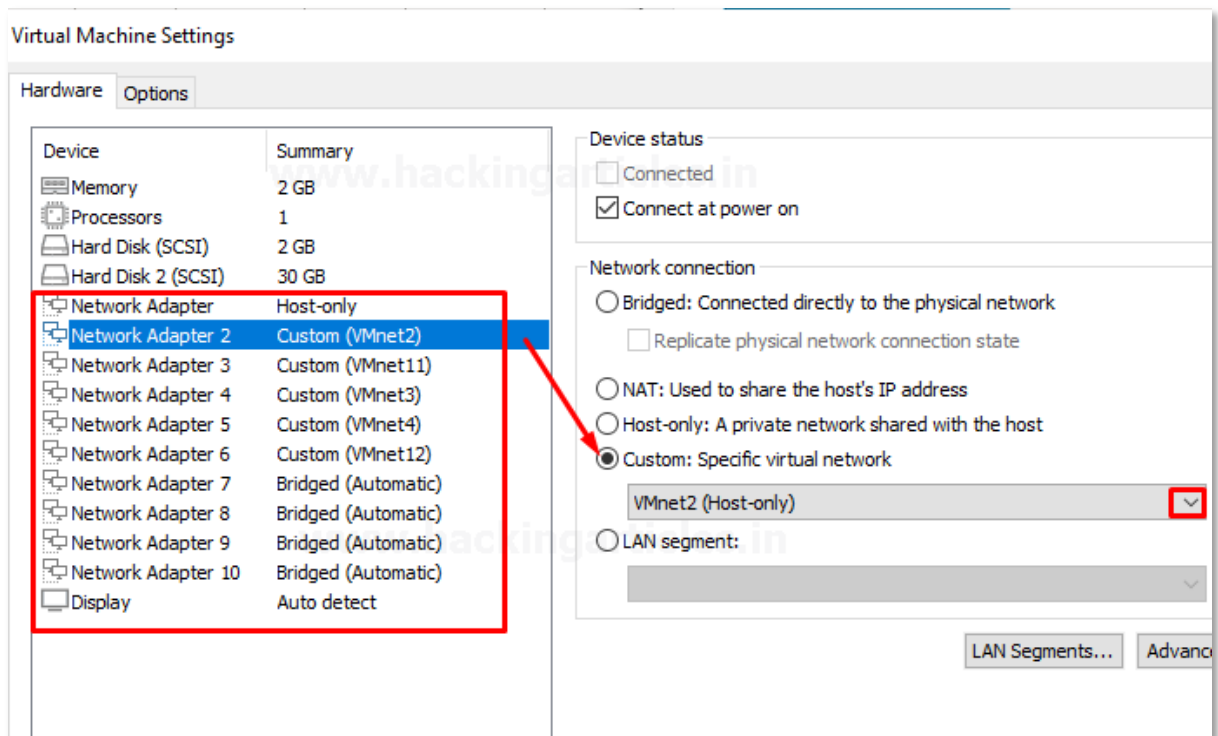 Virtual Machine Settings
Hardware Options
Device Summary
Memory 2 GB
Processors 1
Hard Disk (SCSI) 2 GB
Hard Disk 2 (SCSI) 30 GB
Network Adapter Host-only
Network Adapter 2 Custom (VMnet2)
Network Adapter 3 Custom (VMnet11)
Network Adapter 4 Custom (VMnet3)
Network Adapter 5 Custom (VMnet4)
Network Adapter 6 Custom (VMnet12)
Network Adapter 7 Bridged (Automatic)
Network Adapter 8 Bridged (Automatic)
Network Adapter 9 Bridged (Automatic)
Network Adapter 10 Bridged (Automatic)
Display Auto detect
Device status
Connected
Connect at power on
Network connection
Bridged: Connected directly to the physical network
Replicate physical network connection state
NAT: Used to share the host's IP address
Host-only: A private network shared with the host
Custom: Specific virtual network
VMnet2 (Host-only)
LAN segment:
LAN Segments... Advanc
www.hackingarticles.in